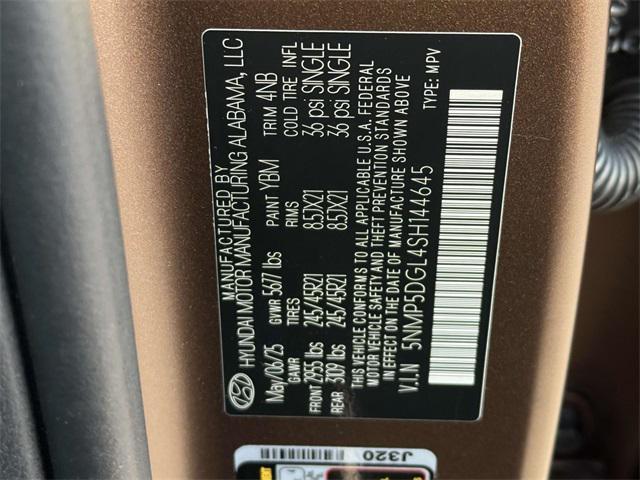 MANUFACTURED BY
HYUNDAI MOTOR MANUFACTURING ALABAMA, LLC
May/06/25 GVWR 5677 lbs PAINT YBM TRIM 4NB
GAWR TIRES RIMS COLD TIRE INFL
FRONT 2955 lbs 245/45R21 8.5JX21 36 psi SINGLE
REAR 3109 lbs 245/45R21 8.5JX21 36 psi SINGLE
THIS VEHICLE CONFORMS TO ALL APPLICABLE U.S.A. FEDERAL
MOTOR VEHICLE SAFETY AND THEFT PREVENTION STANDARDS
IN EFFECT ON THE DATE OF MANUFACTURE SHOWN ABOVE
V.I.N 5NMP5DGL4SH144645 TYPE: MPV
J320